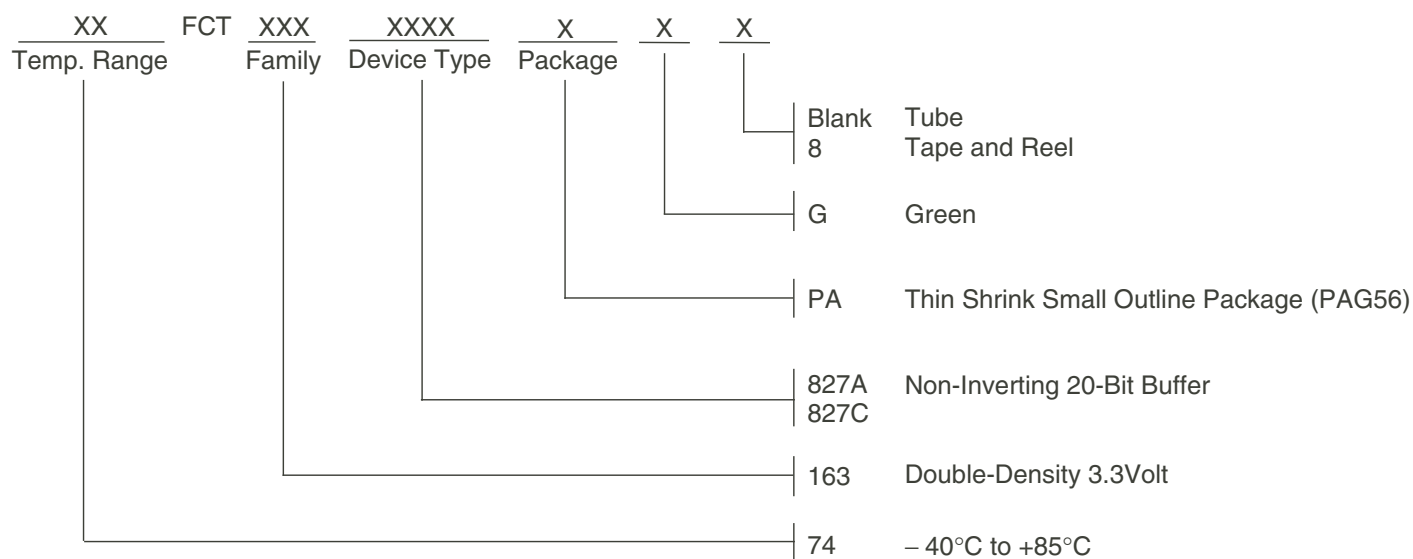 XX FCT XXX XXXX X X X
Temp. Range Family Device Type Package
Blank Tube
8 Tape and Reel
G Green
PA Thin Shrink Small Outline Package (PAG56)
827A Non-Inverting 20-Bit Buffer
827C
163 Double-Density 3.3Volt
74 – 40°C to +85°C